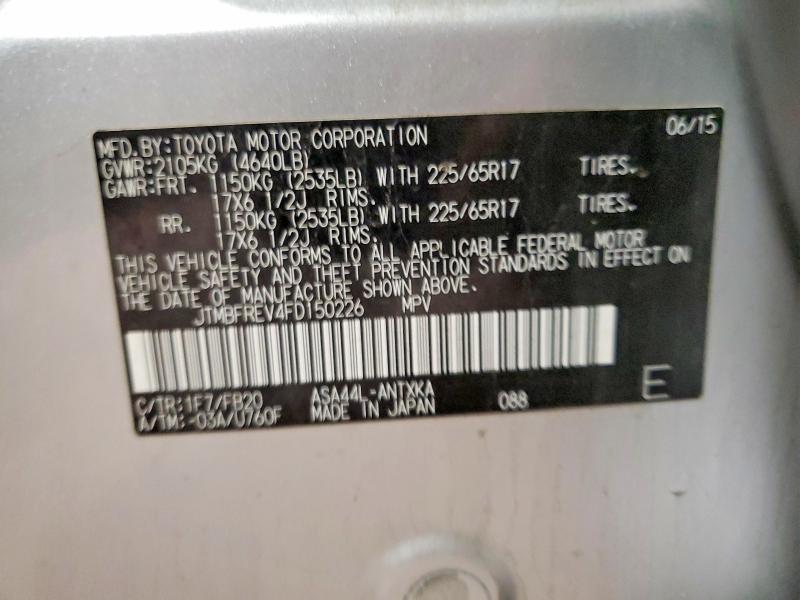 MFD.BY:TOYOTA MOTOR CORPORATION 06/15
GVWR:2105KG (4640LB)
GAWR:FRT. 1150KG (2535LB) WITH 225/65R17 TIRES.
17X6 1/2J RIMS.
RR. 1150KG (2535LB) WITH 225/65R17 TIRES.
17X6 1/2J RIMS.
THIS VEHICLE CONFORMS TO ALL APPLICABLE FEDERAL MOTOR
VEHICLE SAFETY AND THEFT PREVENTION STANDARDS IN EFFECT ON
THE DATE OF MANUFACTURE SHOWN ABOVE.
JTMBFREV4FD150226 MPV
C/TR:1F7/FB20 ASA44L-ANTXKA
A/TM:-03A/U760F MADE IN JAPAN 088 E